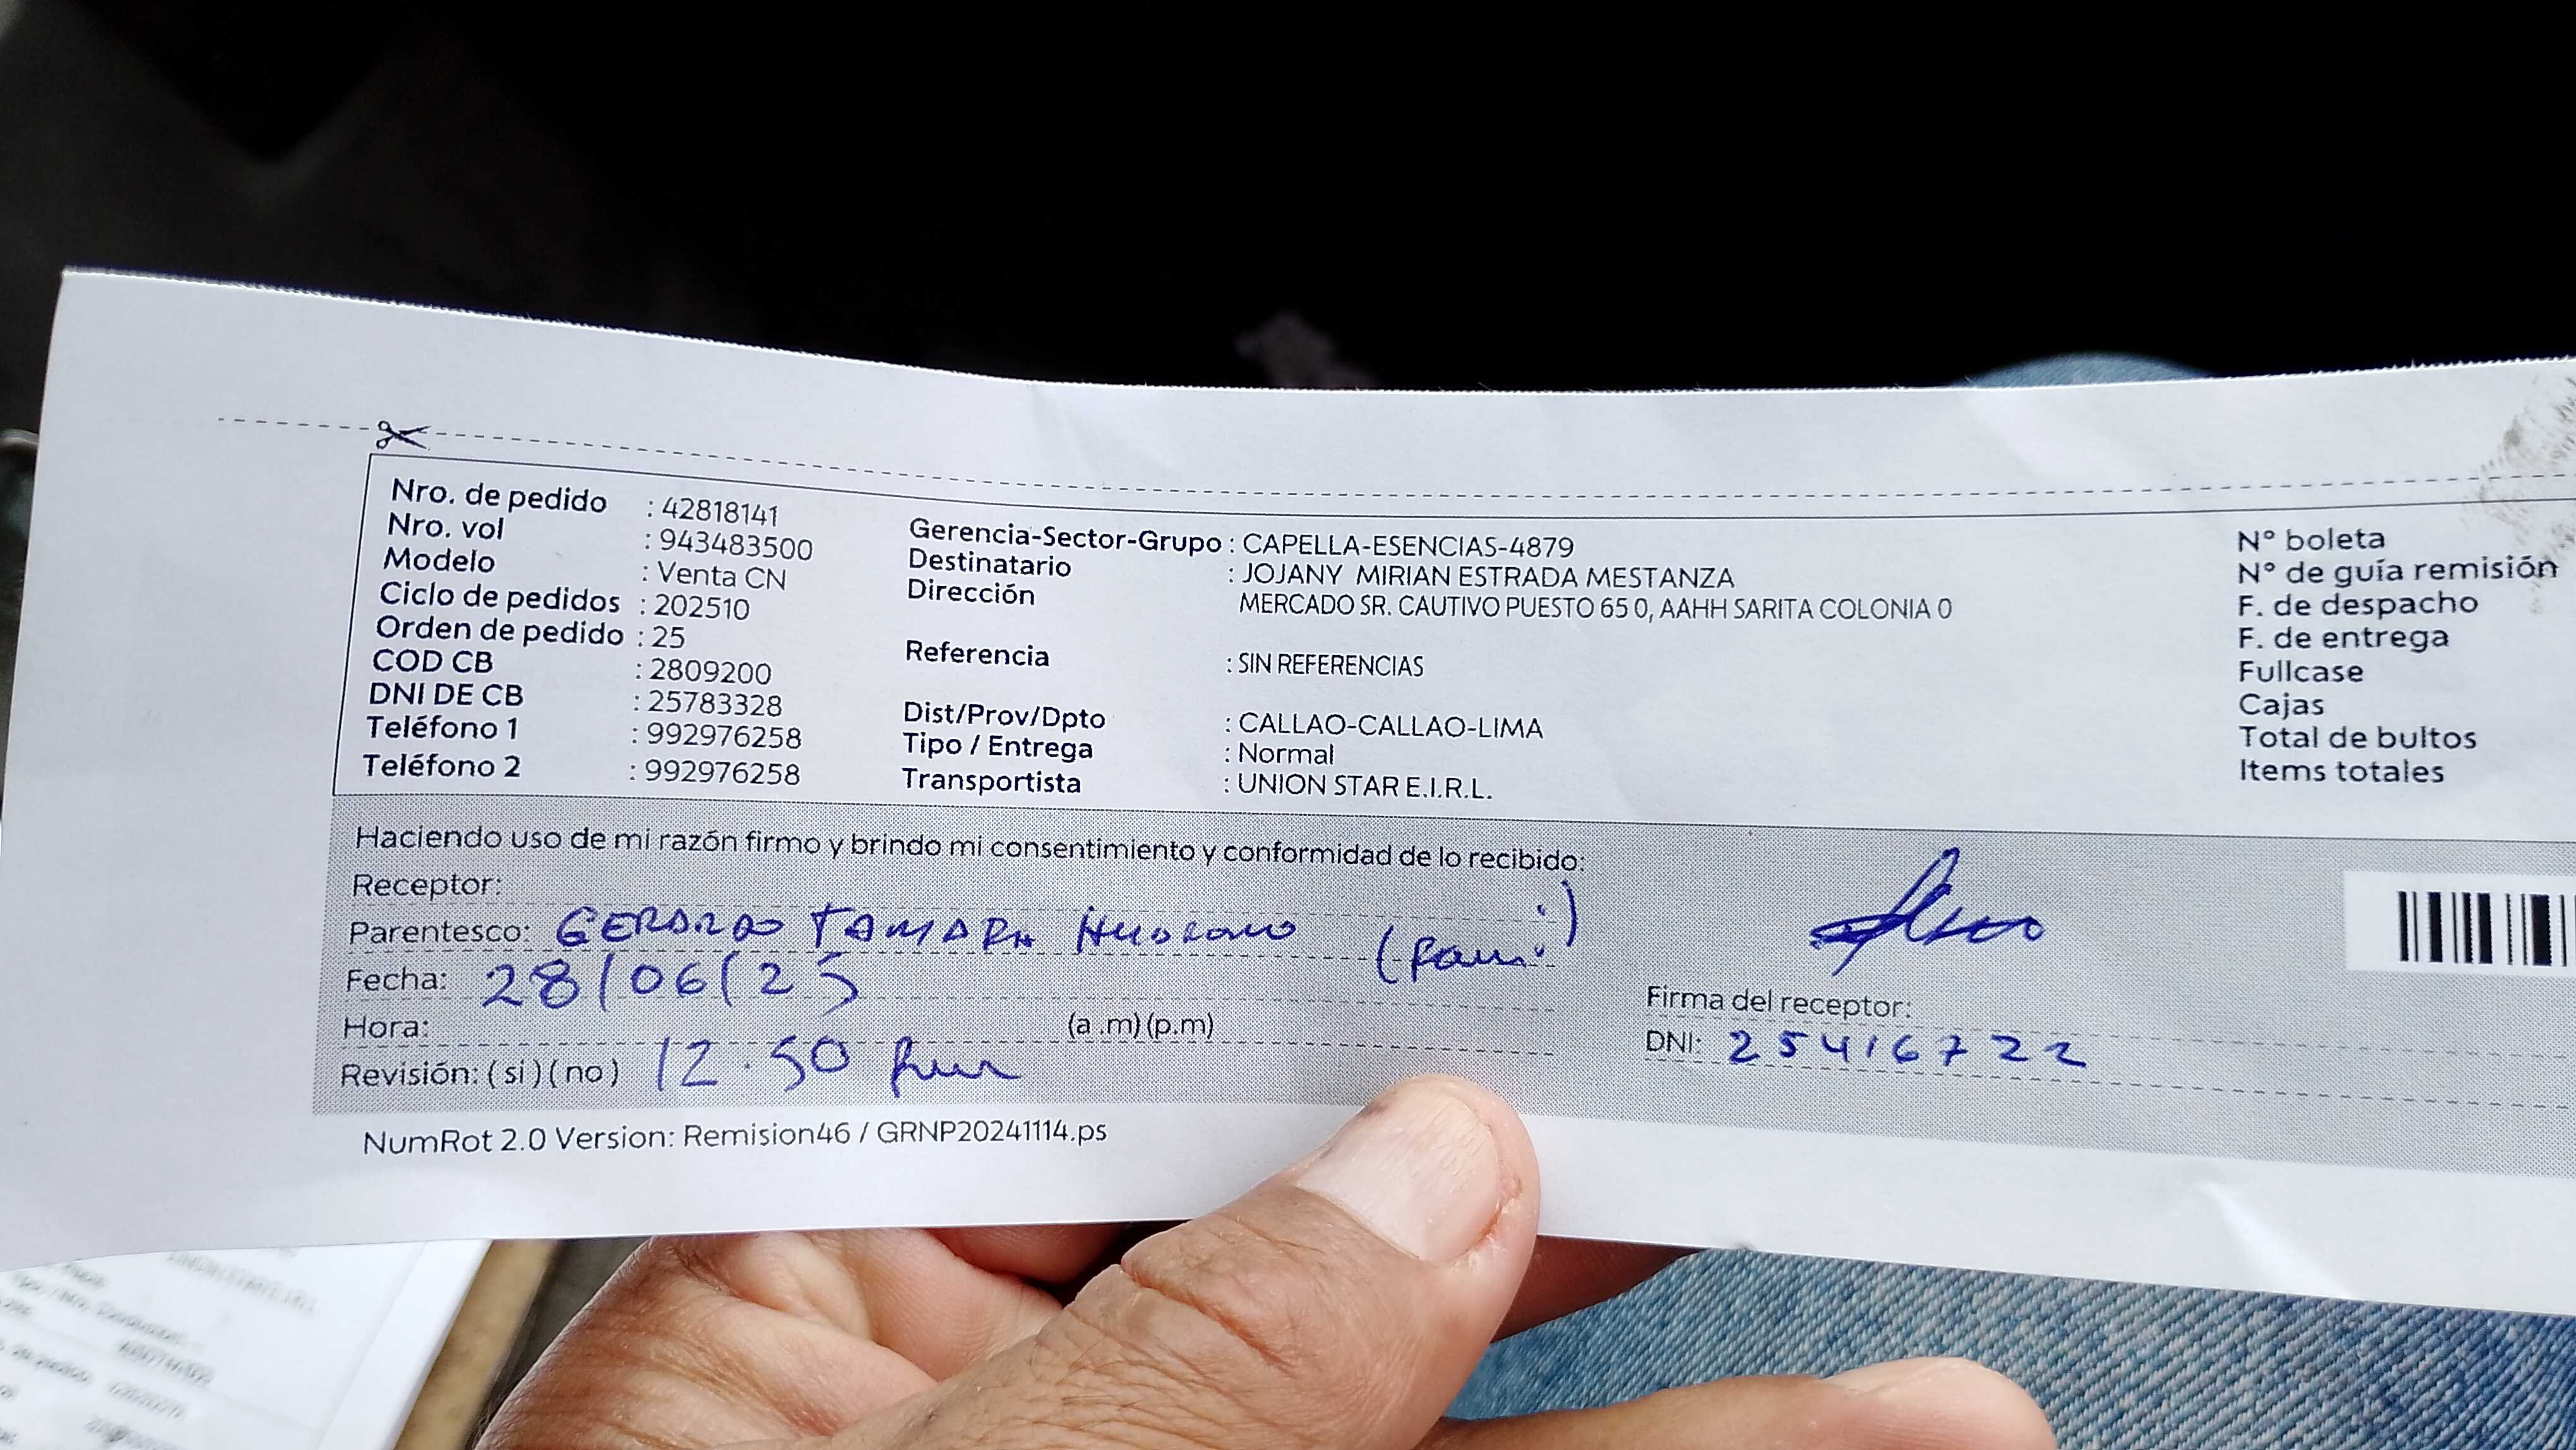 Nro. de pedido : 42818141
Nro. vol : 943483500
Modelo : Venta CN
Ciclo de pedidos : 202510
Orden de pedido : 25
COD CB : 2809200
DNI DE CB : 25783328
Teléfono 1 : 992976258
Teléfono 2 : 992976258
Gerencia-Sector-Grupo : CAPELLA-ESENCIAS-4879
Destinatario : JOJANY MIRIAN ESTRADA MESTANZA
Dirección MERCADO SR. CAUTIVO PUESTO 65 0, AAHH SARITA COLONIA 0
Referencia : SIN REFERENCIAS
Dist/Prov/Dpto : CALLAO-CALLAO-LIMA
Tipo / Entrega : Normal
Transportista : UNION STAR E.I.R.L.
N° boleta
N° de guía remisión
F. de despacho
F. de entrega
Fullcase
Cajas
Total de bultos
Items totales
Haciendo uso de mi razón firmo y brindo mi consentimiento y conformidad de lo recibido:
Receptor:
Parentesco: GERARDO TAMARA
Fecha: 28/06/25
Hora: (a .m) (p.m)
Revisión: ( si ) ( no ) 12.50 pm
Firma del receptor:
DNI: 25416722
NumRot 2.0 Version: Remision46 / GRNP20241114.ps